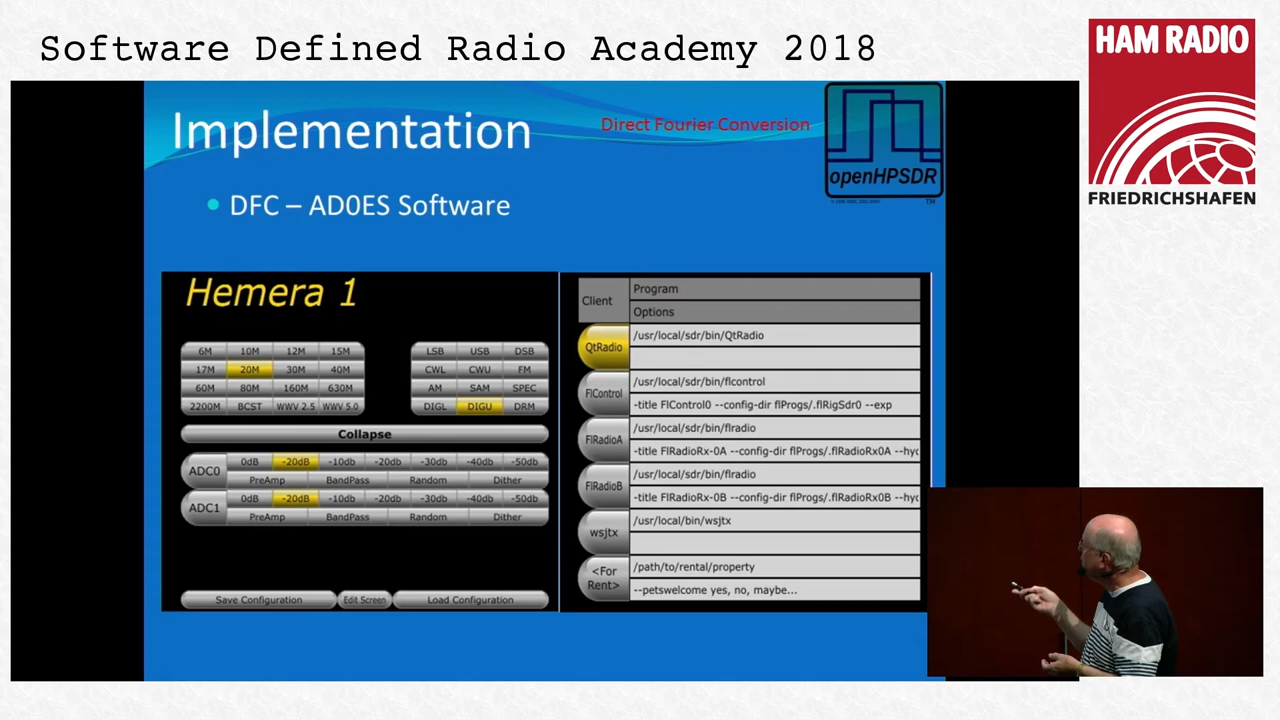 Software Defined Radio Academy 2018
HAM RADIO
FRIEDRICHSHAFEN
Implementation
Direct Fourier Conversion
openHPSDR
TM
DFC – AD0ES Software
Hemera 1
6M 10M 12M 15M
17M 20M 30M 40M
60M 80M 160M 630M
2200M BCST WWV 2.5 WWV 5.0
LSB USB DSB
CWL CWU FM
AM SAM SPEC
DIGL DIGU DRM
Collapse
ADC0
0dB -20dB -10db -20db -30db -40db -50db
PreAmp BandPass Random Dither
ADC1
0dB -20dB -10db -20db -30db -40db -50db
PreAmp BandPass Random Dither
Save Configuration Edit Screen Load Configuration
Client
Program
Options
QtRadio
/usr/local/sdr/bin/QtRadio
FlControl
/usr/local/sdr/bin/flcontrol
-title FlControl0 --config-dir flProgs/.flRigSdr0 --exp
FlRadioA
/usr/local/sdr/bin/flradio
-title FlRadioRx-0A --config-dir flProgs/.flRadioRx0A --hyc
FlRadioB
/usr/local/sdr/bin/flradio
-title FlRadioRx-0B --config-dir flProgs/.flRadioRx0B --hyc
wsjtx
/usr/local/bin/wsjtx
<For
Rent>
/path/to/rental/property
--petswelcome yes, no, maybe...